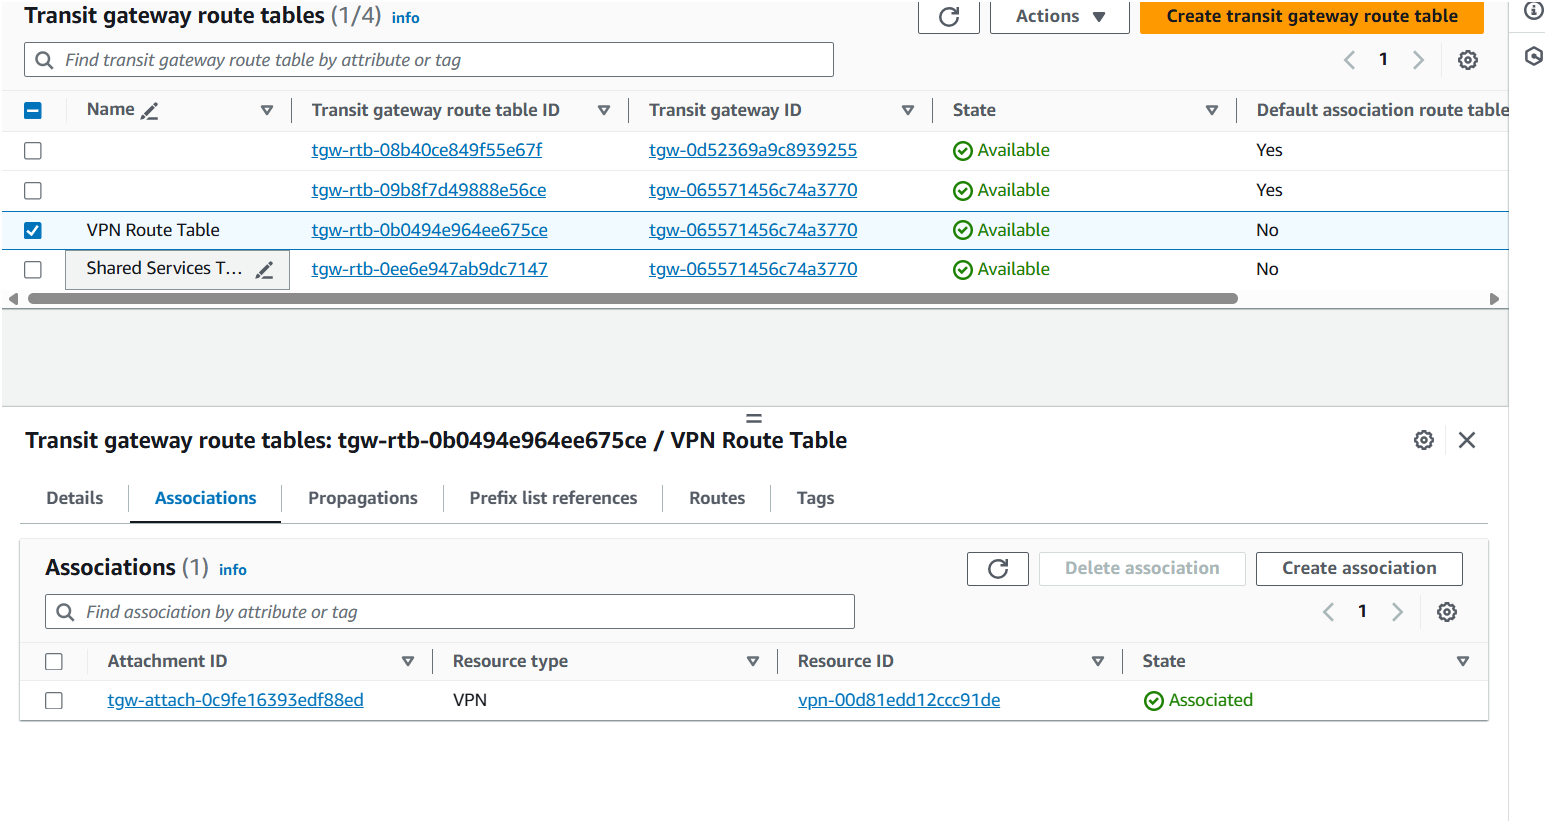 Transit gateway route tables (1/4) info
Actions
Create transit gateway route table
Find transit gateway route table by attribute or tag
1
Name Transit gateway route table ID Transit gateway ID State Default association route table
tgw-rtb-08b40ce849f55e67f tgw-0d52369a9c8939255 Available Yes
tgw-rtb-09b8f7d49888e56ce tgw-065571456c74a3770 Available Yes
VPN Route Table tgw-rtb-0b0494e964ee675ce tgw-065571456c74a3770 Available No
Shared Services T... tgw-rtb-0ee6e947ab9dc7147 tgw-065571456c74a3770 Available No
Transit gateway route tables: tgw-rtb-0b0494e964ee675ce / VPN Route Table
Details Associations Propagations Prefix list references Routes Tags
Associations (1) info
Delete association
Create association
Find association by attribute or tag
1
Attachment ID Resource type Resource ID State
tgw-attach-0c9fe16393edf88ed VPN vpn-00d81edd12ccc91de Associated